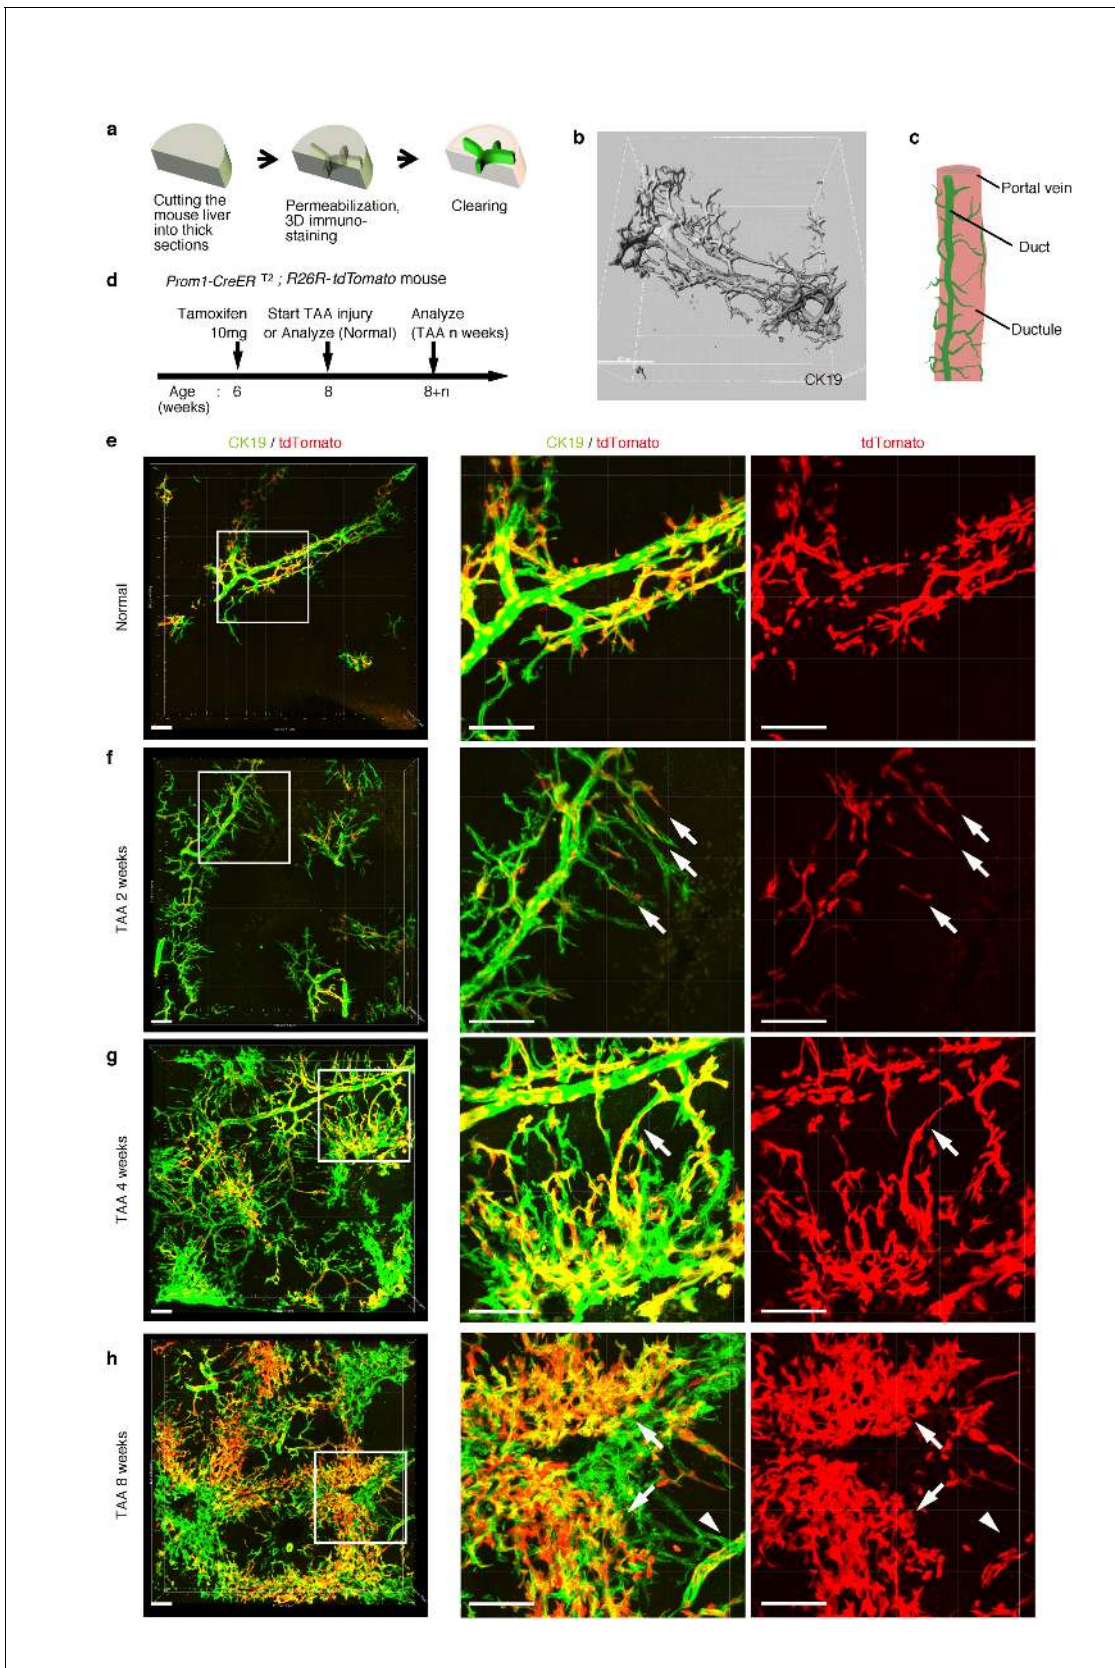 a
Cutting the
mouse liver
into thick
sections
Permeabilization,
3D immuno-
staining
Clearing
b
CK19
c
Portal vein
Duct
Ductule
d
Prom1-CreER T2 ; R26R-tdTomato mouse
Tamoxifen
10mg
Start TAA injury
or Analyze (Normal)
Analyze
(TAA n weeks)
Age : 6 8 8+n
(weeks)
e
CK19 / tdTomato
CK19 / tdTomato
tdTomato
Normal
f
TAA 2 weeks
g
TAA 4 weeks
h
TAA 8 weeks